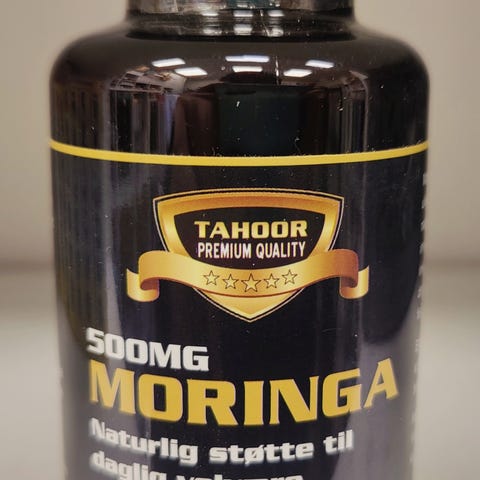 TAHOOR
PREMIUM QUALITY
500MG
MORINGA
Naturlig støtte til
daglig